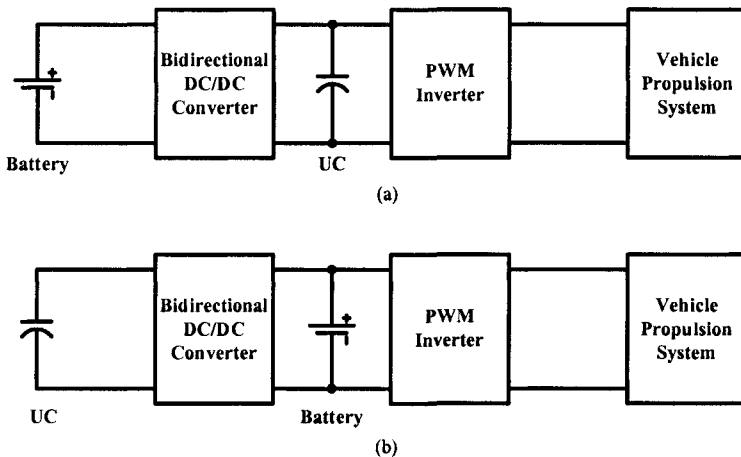 Battery
+
Bidirectional
DC/DC
Converter
UC
PWM
Inverter
Vehicle
Propulsion
System
(a)
UC
Bidirectional
DC/DC
Converter
+
Battery
PWM
Inverter
Vehicle
Propulsion
System
(b)